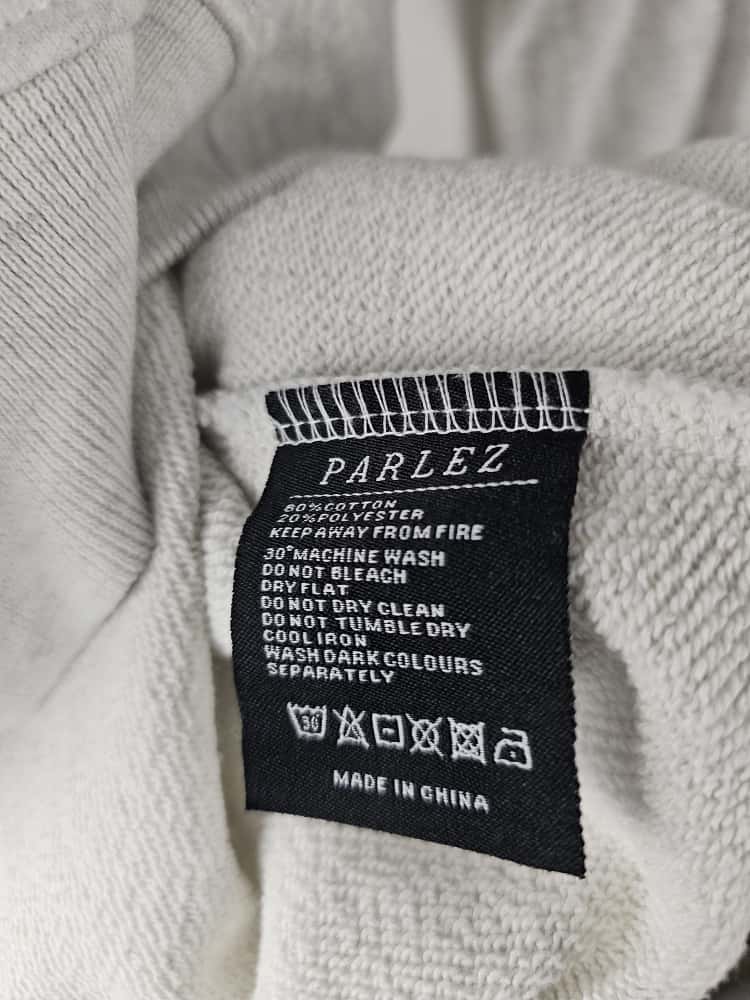 PARLEZ
80%COTTON
20%POLYESTER
KEEP AWAY FROM FIRE
30°MACHINE WASH
DO NOT BLEACH
DRY FLAT
DO NOT DRY CLEAN
DO NOT TUMBLE DRY
COOL IRON
WASH DARK COLOURS
SEPARATELY
30
MADE IN CHINA